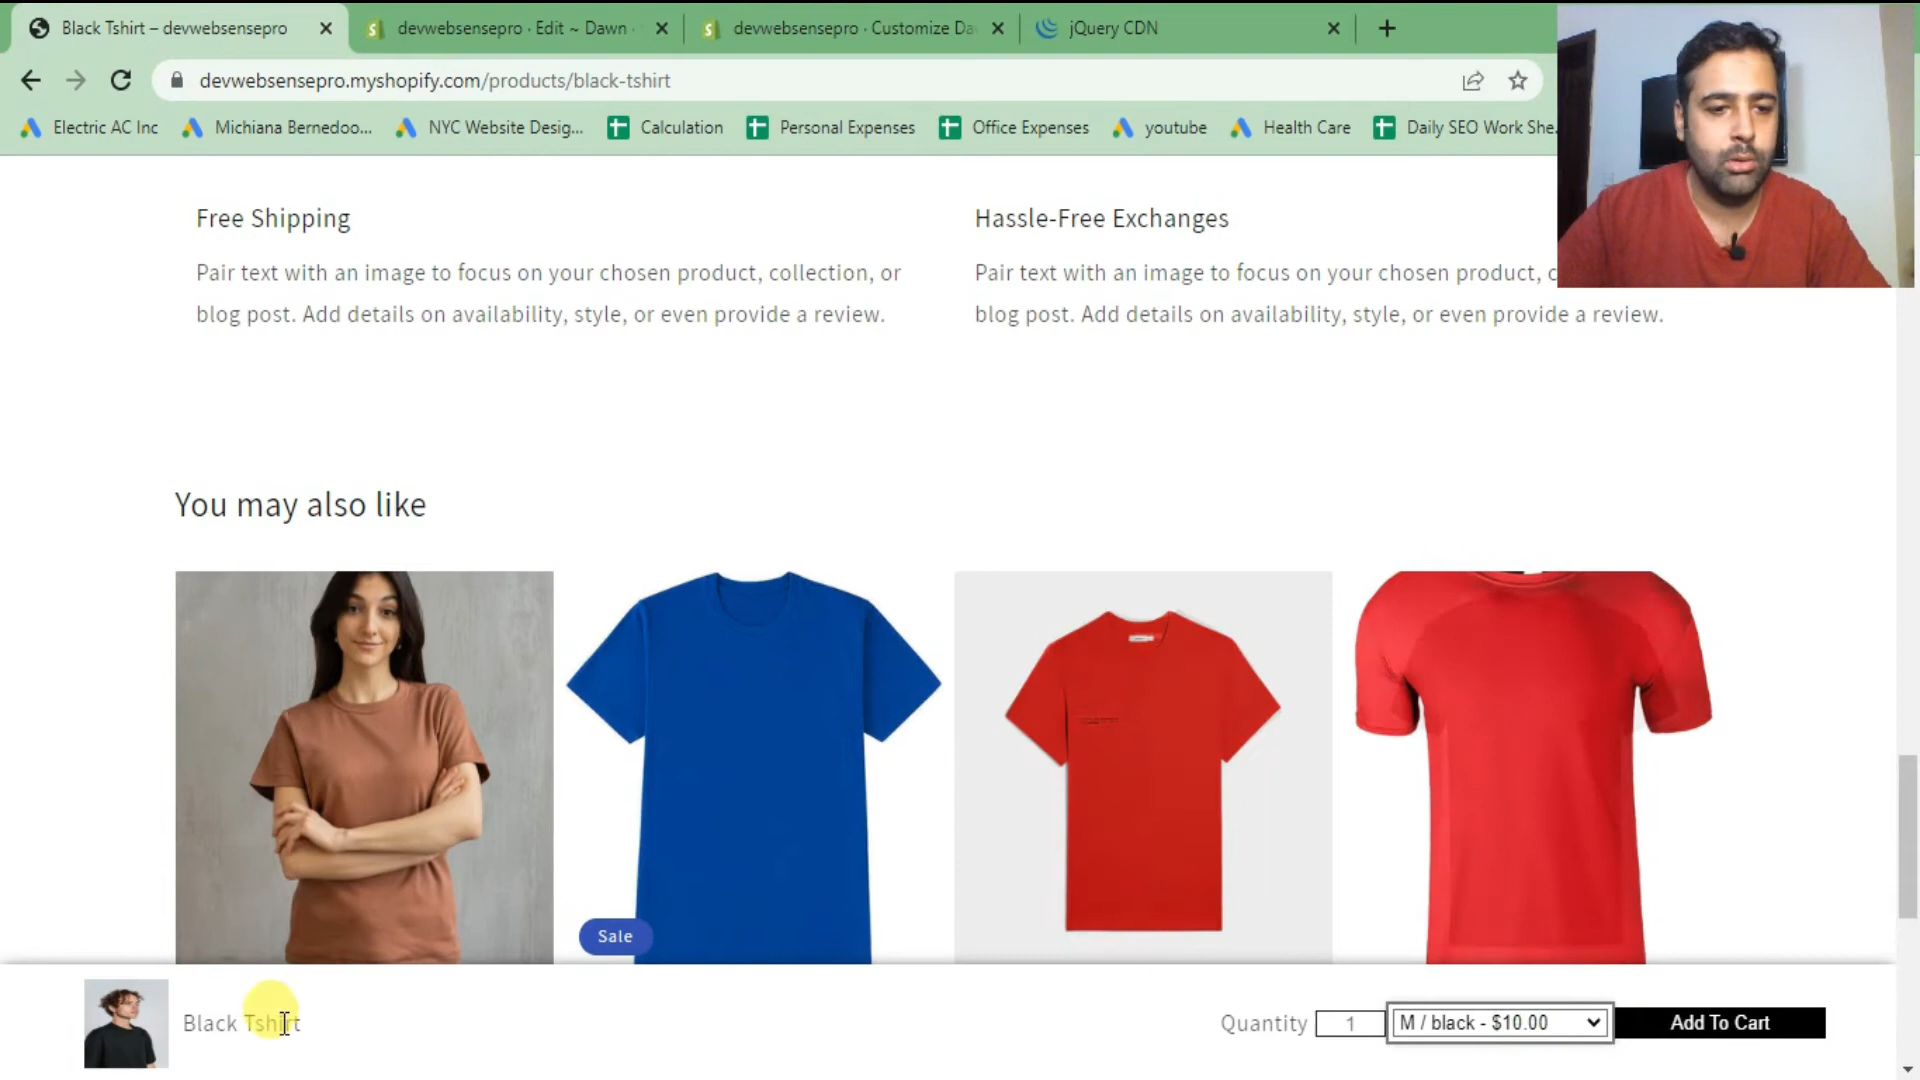 Black Tshirt – devwebsensepro
devwebsensepro · Edit ~ Dawn ·
devwebsensepro · Customize Da
jQuery CDN
devwebsensepro.myshopify.com/products/black-tshirt
Electric AC Inc
Michiana Bernedoo...
NYC Website Desig...
Calculation
Personal Expenses
Office Expenses
youtube
Health Care
Daily SEO Work She.
Free Shipping
Pair text with an image to focus on your chosen product, collection, or
blog post. Add details on availability, style, or even provide a review.
Hassle-Free Exchanges
Pair text with an image to focus on your chosen product, c
blog post. Add details on availability, style, or even provide a review.
You may also like
Sale
Black Tshirt
Quantity 1 M / black - $10.00 Add To Cart